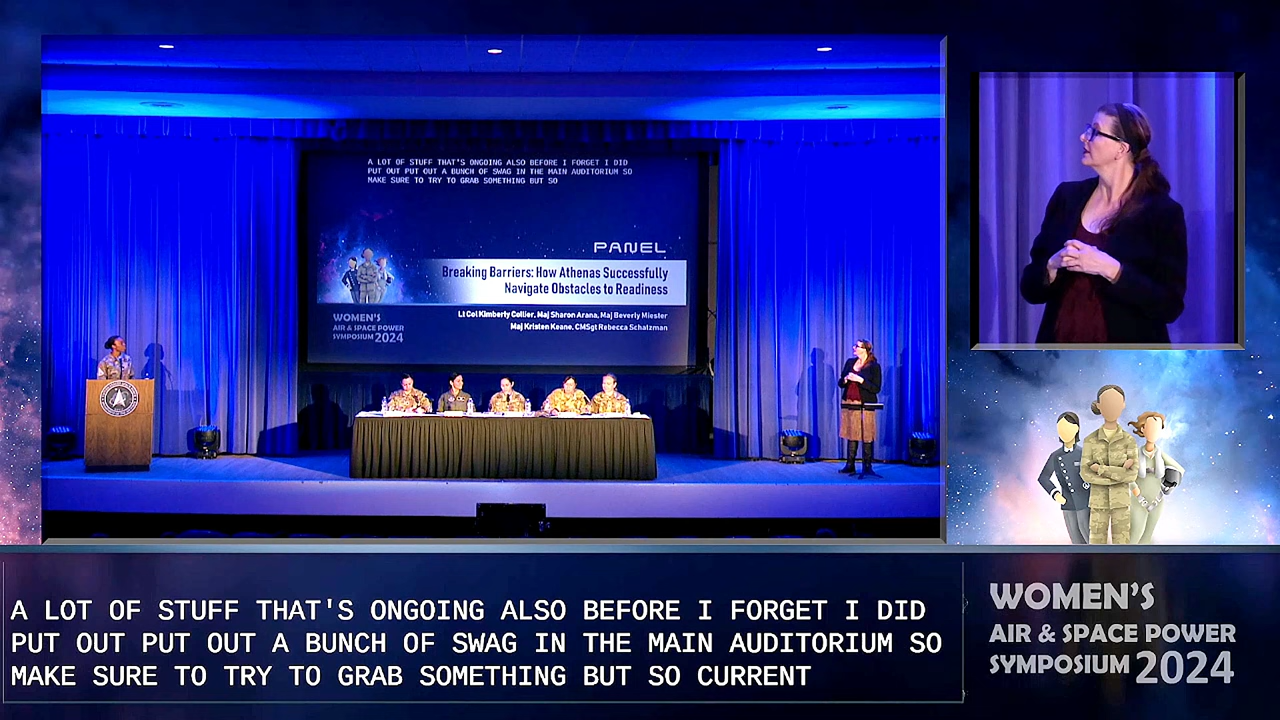 A LOT OF STUFF THAT'S ONGOING ALSO BEFORE I FORGET I DID
PUT OUT PUT OUT A BUNCH OF SWAG IN THE MAIN AUDITORIUM SO
MAKE SURE TO TRY TO GRAB SOMETHING BUT SO
PANEL
Breaking Barriers: How Athenas Successfully
Navigate Obstacles to Readiness
Lt Col Kimberly Collier, Maj Sharon Arana, Maj Beverly Miester
Maj Kristen Keane, CMSgt Rebecca Schatzman
WOMEN'S
AIR & SPACE POWER
SYMPOSIUM 2024
A LOT OF STUFF THAT'S ONGOING ALSO BEFORE I FORGET I DID
PUT OUT PUT OUT A BUNCH OF SWAG IN THE MAIN AUDITORIUM SO
MAKE SURE TO TRY TO GRAB SOMETHING BUT SO CURRENT
WOMEN'S
AIR & SPACE POWER
SYMPOSIUM 2024